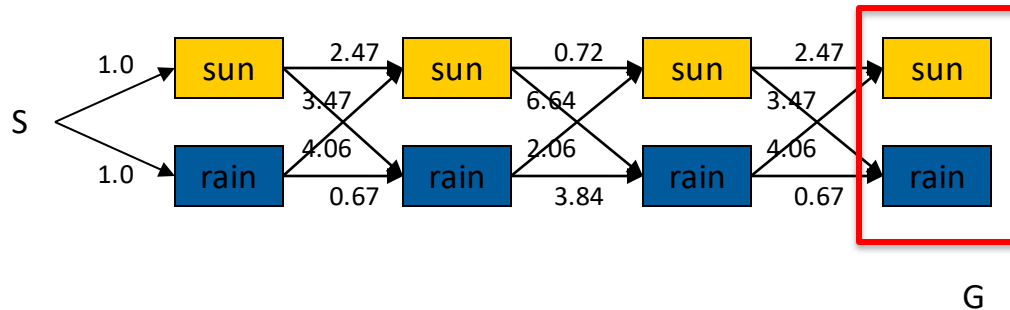 1.0 sun 2.47 sun 0.72 sun 2.47 sun
3.47 6.64 3.47
S
4.06 2.06 4.06
1.0 rain 0.67 rain 3.84 rain 0.67 rain
G